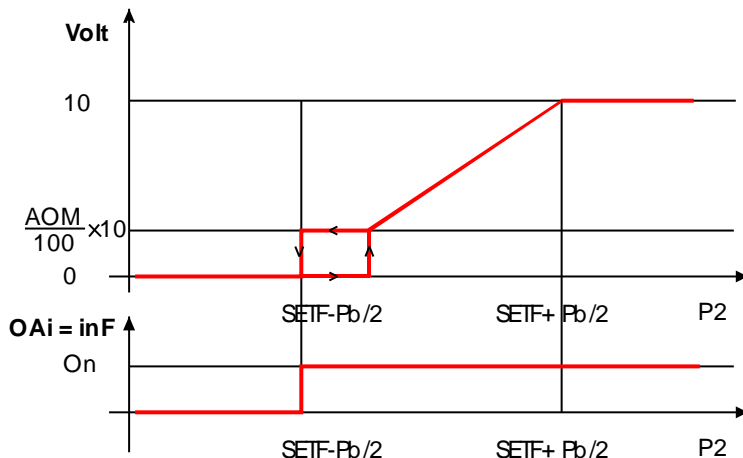 Volt
10
AOM
100 ×10
0
SETF-Pb/2 SETF+ Pb/2 P2
OAi = inF
On
SETF-Pb/2 SETF+ Pb/2 P2